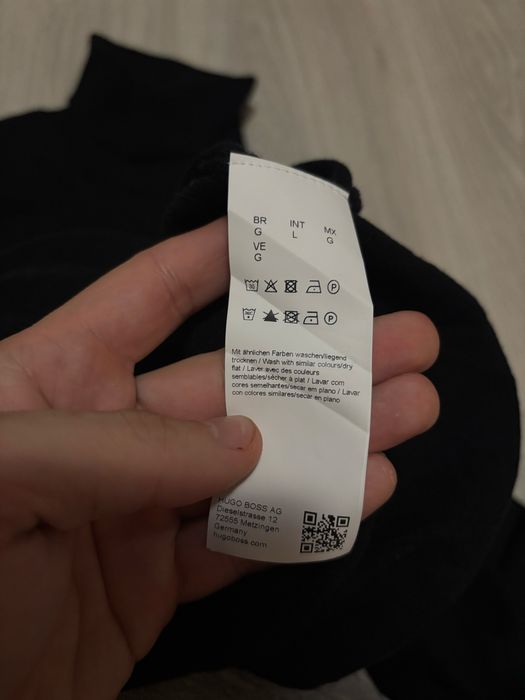 BR INT MX
G L G
VE
G
P
P
Mit ähnlichen Farben waschen/liegend
trocknen / Wash with similar colours/dry
flat / Laver avec des couleurs
semblables/sécher à plat / Lavar com
cores semelhantes/secar em plano / Lavar
con colores similares/secar en plano
HUGO BOSS AG
Dieselstrasse 12
72555 Metzingen
Germany
hugoboss.com